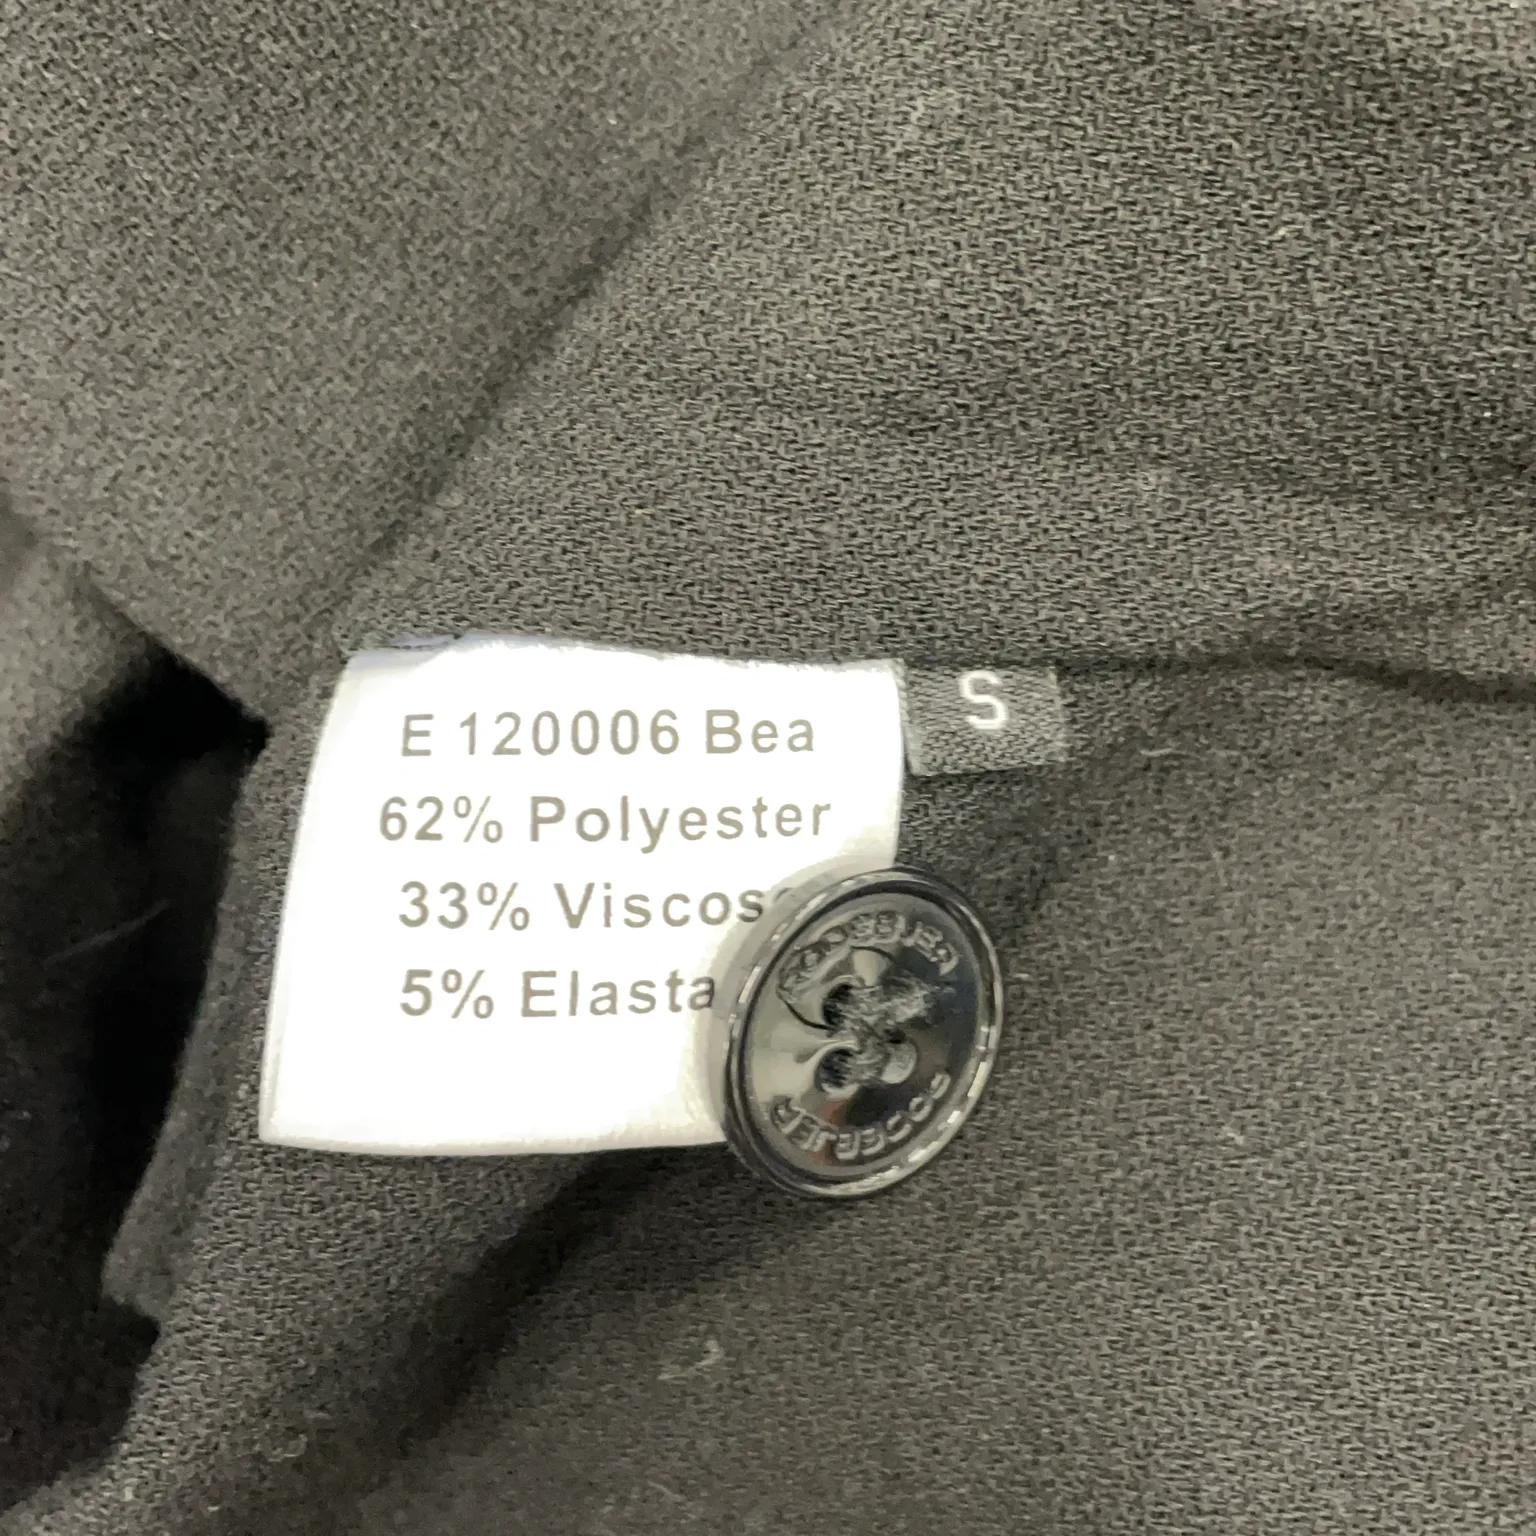 E 120006 Bea
S
62% Polyester
33% Viscos
5% Elasta